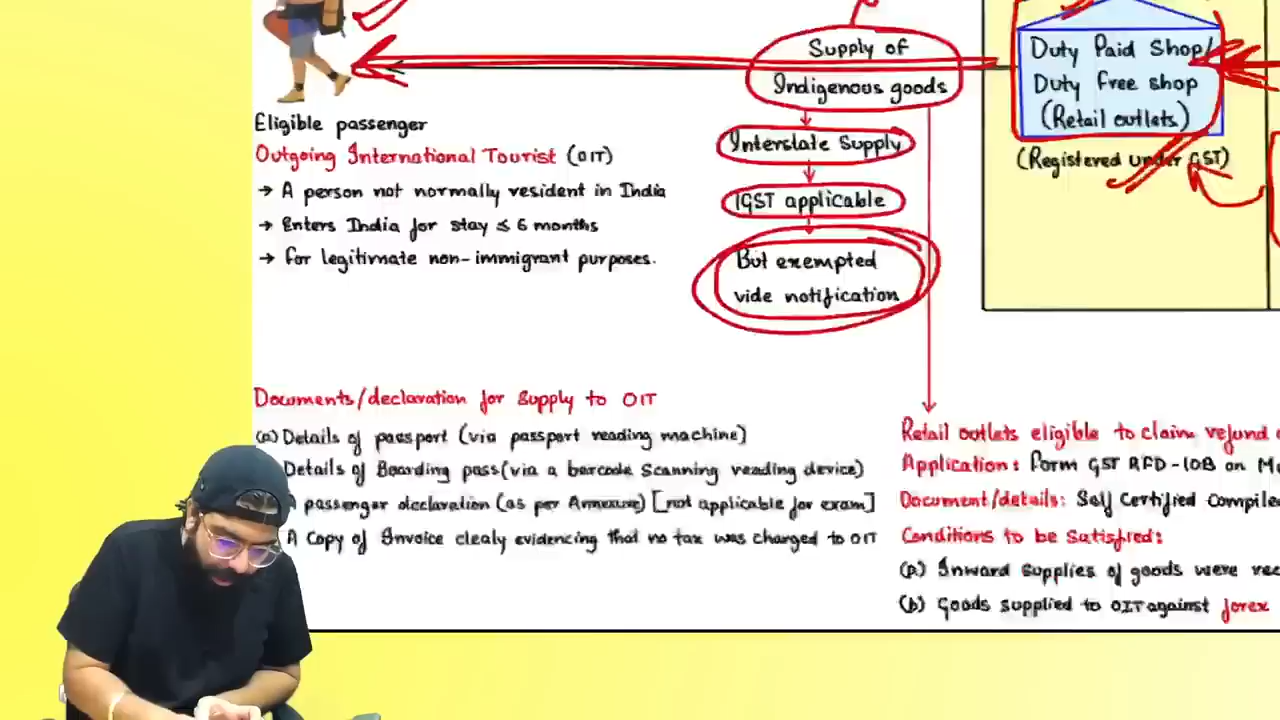 Supply of
Indigenous goods
Interstate Supply
IGST applicable
But exempted
vide notification
Duty Paid Shop/
Duty free shop
(Retail outlets)
(Registered under GST)
Eligible passenger
Outgoing International Tourist (OIT)
→ A person not normally resident in India
→ Enters India for stay ≤ 6 months
→ for legitimate non-immigrant purposes.
Documents/declaration for Supply to OIT
(a) Details of passport (via passport reading machine)
Details of Boarding pass (via a barcode Scanning reading device)
passenger declaration (as per Annexure) [not applicable for exam]
A Copy of Invoice clealy evidencing that no tax was charged to OIT
Retail outlets eligible to claim refund
Application: Form GST RFD-10B on
Document/details: Self Certified
Conditions to be Satisfied:
(a) Inward Supplies of goods were
(b) Goods supplied to OIT against forex